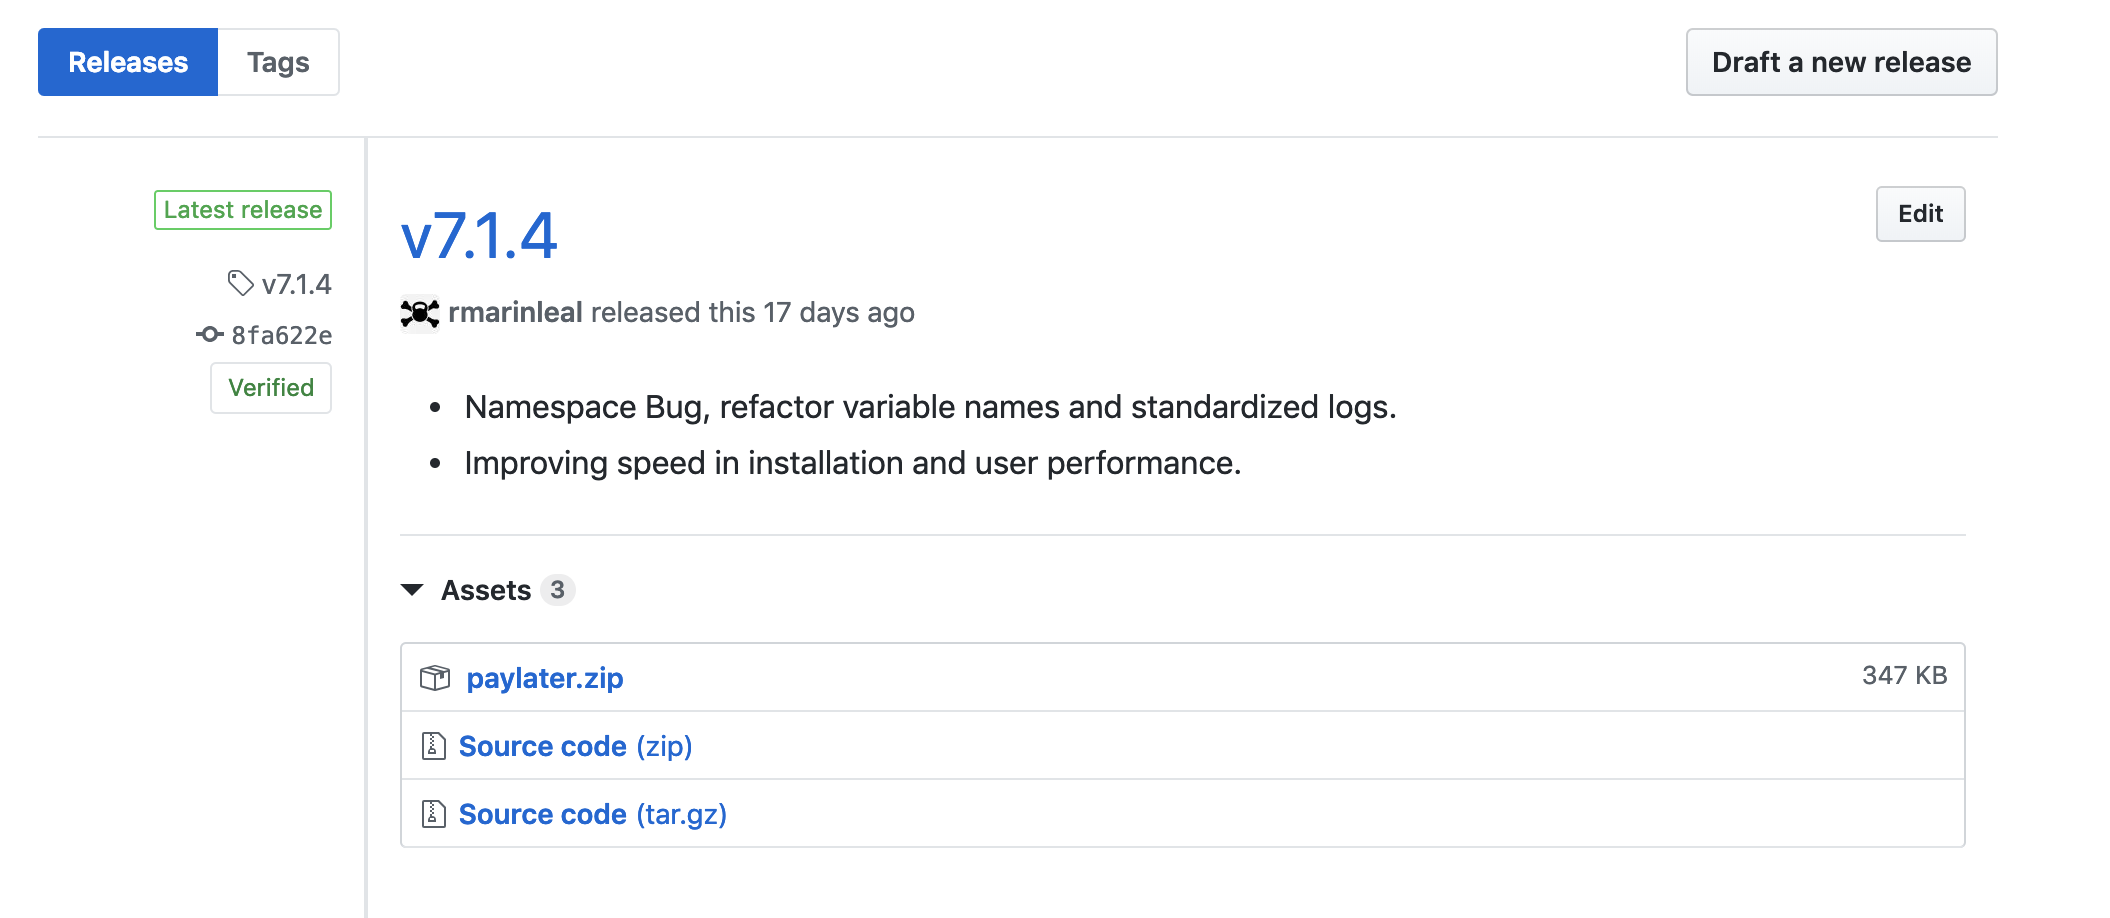 Releases
Tags
Draft a new release
Latest release
v7.1.4
8fa622e
Verified
v7.1.4
Edit
rmarinleal released this 17 days ago
Namespace Bug, refactor variable names and standardized logs.
Improving speed in installation and user performance.
Assets 3
paylater.zip 347 KB
Source code (zip)
Source code (tar.gz)